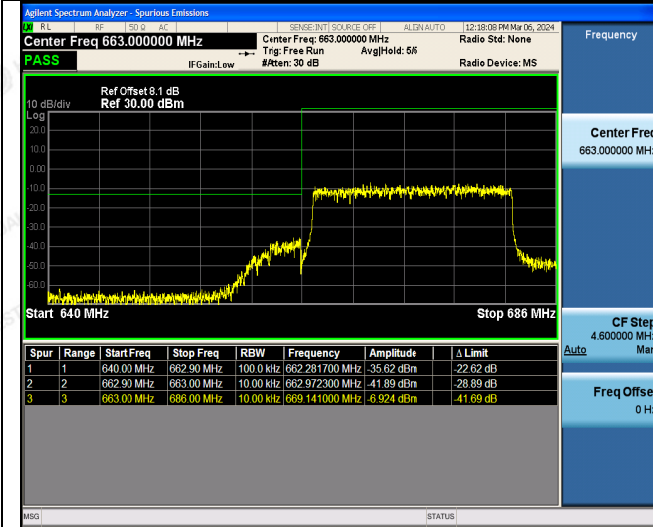 Agilent Spectrum Analyzer - Spurious Emissions
RL RF 50 Ω AC SENSE:INT SOURCE OFF ALIGN AUTO 12:18:08 PM Mar 06, 2024
Center Freq 663.000000 MHz Center Freq: 663.000000 MHz Radio Std: None
Trig: Free Run Avg|Hold: 5/5
PASS IFGain:Low #Atten: 30 dB Radio Device: MS
Ref Offset 8.1 dB
10 dB/div Ref 30.00 dBm
Log
20.0
10.0
0.00
-10.0
-20.0
-30.0
-40.0
-50.0
-60.0
Start 640 MHz Stop 686 MHz
Spur Range Start Freq Stop Freq RBW Frequency Amplitude Δ Limit
1 1 640.00 MHz 662.90 MHz 100.0 kHz 662.281700 MHz -35.62 dBm -22.62 dB
2 2 662.90 MHz 663.00 MHz 10.00 kHz 662.972300 MHz -41.89 dBm -28.89 dB
3 3 663.00 MHz 686.00 MHz 10.00 kHz 669.141000 MHz -6.924 dBm -41.69 dB
MSG STATUS
Frequency
Center Freq
663.000000 MHz
CF Step
4.600000 MHz
Auto Man
Freq Offset
0 Hz